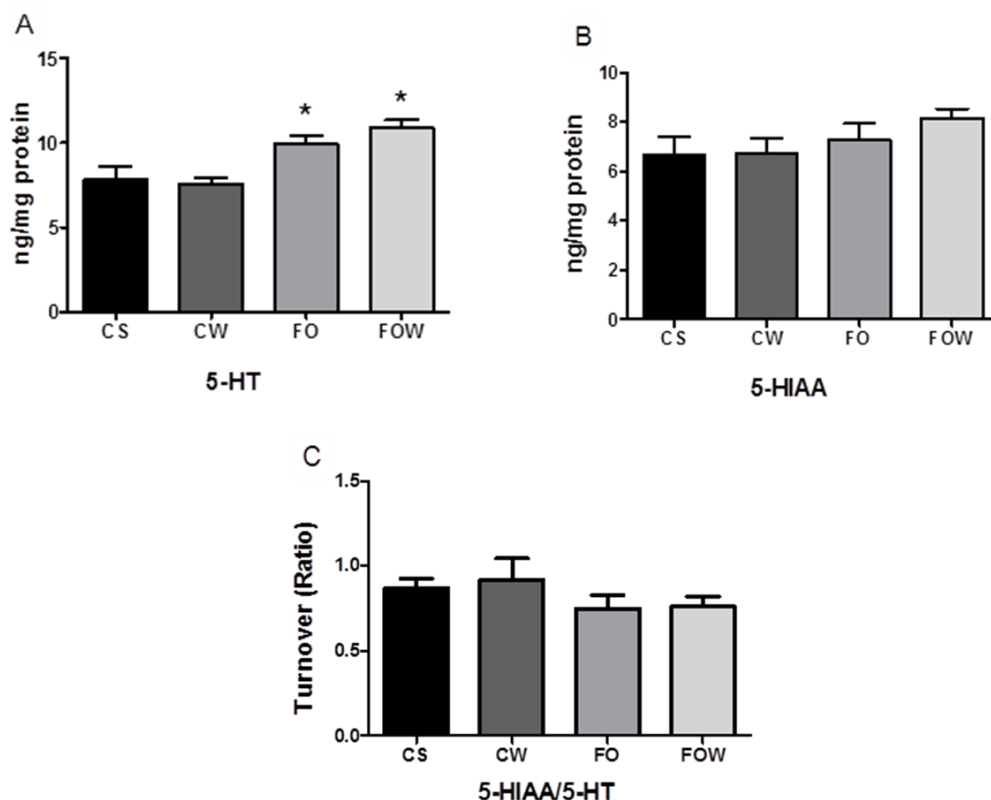 A
ng/mg protein
15
10
5
0
* *
CS CW FO FOW
5-HT
B
ng/mg protein
10
8
6
4
2
0
CS CW FO FOW
5-HIAA
C
Turnover (Ratio)
1.5
1.0
0.5
0.0
CS CW FO FOW
5-HIAA/5-HT